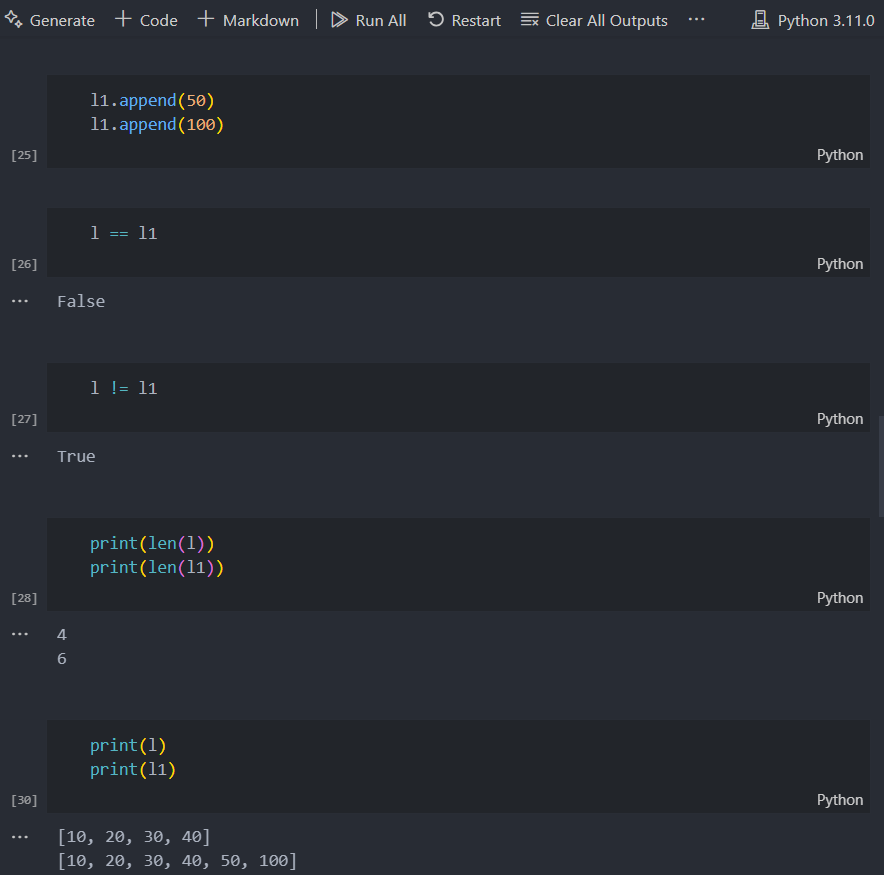 Generate + Code + Markdown | Run All Restart Clear All Outputs ... Python 3.11.0
l1.append(50)
l1.append(100)
[25] Python
l == l1
[26] Python
... False
l != l1
[27] Python
... True
print(len(l))
print(len(l1))
[28] Python
... 4
6
print(l)
print(l1)
[30] Python
... [10, 20, 30, 40]
[10, 20, 30, 40, 50, 100]